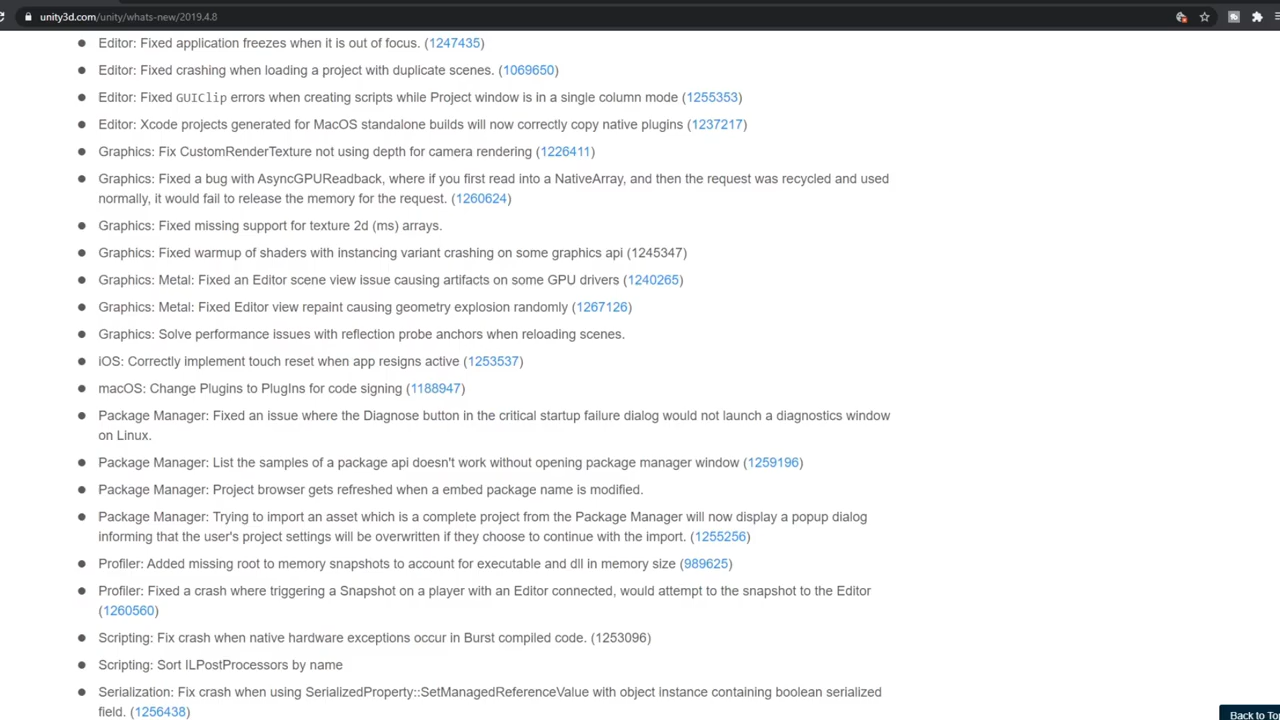 unity3d.com/unity/whats-new/2019.4.8
Editor: Fixed application freezes when it is out of focus. (1247435)
Editor: Fixed crashing when loading a project with duplicate scenes. (1069650)
Editor: Fixed GUIClip errors when creating scripts while Project window is in a single column mode (1255353)
Editor: Xcode projects generated for MacOS standalone builds will now correctly copy native plugins (1237217)
Graphics: Fix CustomRenderTexture not using depth for camera rendering (1226411)
Graphics: Fixed a bug with AsyncGPUReadback, where if you first read into a NativeArray, and then the request was recycled and used
normally, it would fail to release the memory for the request. (1260624)
Graphics: Fixed missing support for texture 2d (ms) arrays.
Graphics: Fixed warmup of shaders with instancing variant crashing on some graphics api (1245347)
Graphics: Metal: Fixed an Editor scene view issue causing artifacts on some GPU drivers (1240265)
Graphics: Metal: Fixed Editor view repaint causing geometry explosion randomly (1267126)
Graphics: Solve performance issues with reflection probe anchors when reloading scenes.
iOS: Correctly implement touch reset when app resigns active (1253537)
macOS: Change Plugins to PlugIns for code signing (1188947)
Package Manager: Fixed an issue where the Diagnose button in the critical startup failure dialog would not launch a diagnostics window
on Linux.
Package Manager: List the samples of a package api doesn't work without opening package manager window (1259196)
Package Manager: Project browser gets refreshed when a embed package name is modified.
Package Manager: Trying to import an asset which is a complete project from the Package Manager will now display a popup dialog
informing that the user's project settings will be overwritten if they choose to continue with the import. (1255256)
Profiler: Added missing root to memory snapshots to account for executable and dll in memory size (989625)
Profiler: Fixed a crash where triggering a Snapshot on a player with an Editor connected, would attempt to the snapshot to the Editor
(1260560)
Scripting: Fix crash when native hardware exceptions occur in Burst compiled code. (1253096)
Scripting: Sort ILPostProcessors by name
Serialization: Fix crash when using SerializedProperty::SetManagedReferenceValue with object instance containing boolean serialized
field. (1256438)
Back to To